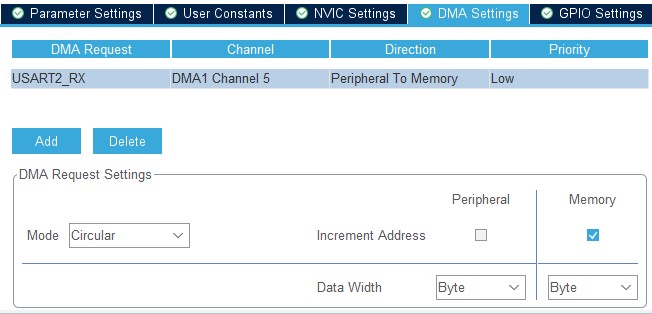 Parameter Settings User Constants NVIC Settings DMA Settings GPIO Settings
DMA Request Channel Direction Priority
USART2_RX DMA1 Channel 5 Peripheral To Memory Low
Add Delete
DMA Request Settings
Peripheral Memory
Mode Circular Increment Address
Data Width Byte Byte